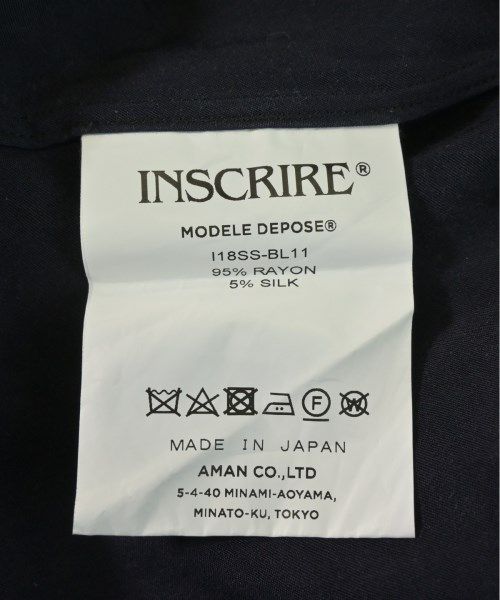 INSCRIRE®
MODELE DEPOSE®
I18SS-BL11
95% RAYON
5% SILK
F W
MADE IN JAPAN
AMAN CO.,LTD
5-4-40 MINAMI-AOYAMA,
MINATO-KU, TOKYO